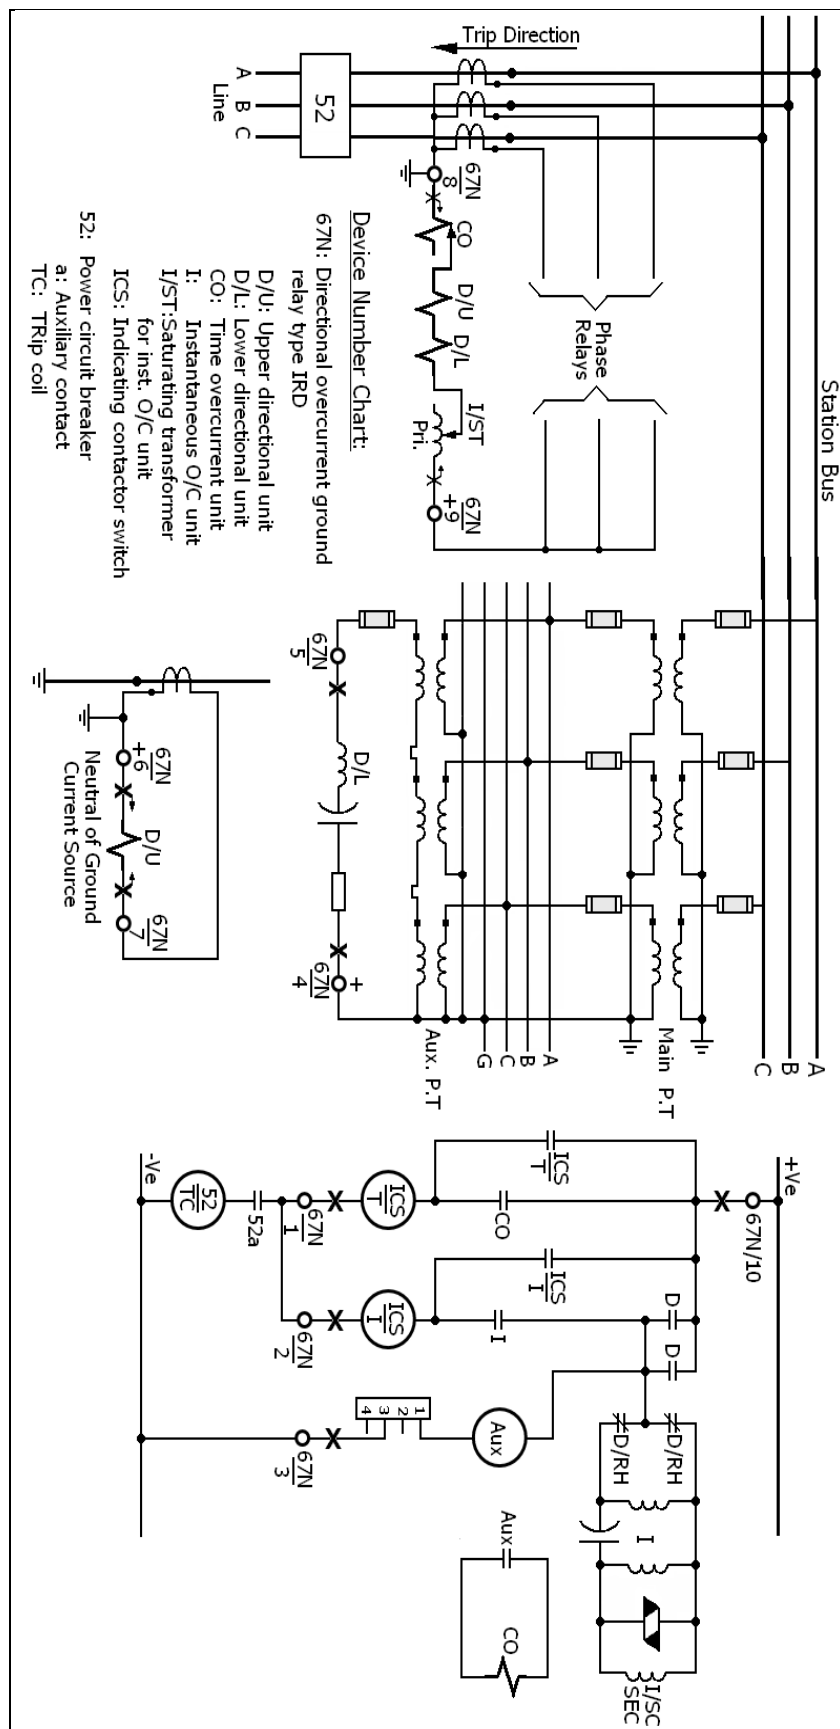 Trip Direction
Station Bus
A
B
C
Line
52
67N
8
CO
D/U
D/L
I/ST
Pri.
67N
+9
Phase
Relays
Device Number Chart:
67N: Directional overcurrent ground
relay type IRD
D/U: Upper directional unit
D/L: Lower directional unit
CO: Time overcurrent unit
I: Instantaneous O/C unit
I/ST:Saturating transformer
for inst. O/C unit
ICS: Indicating contactor switch
52: Power circuit breaker
a: Auxiliary contact
TC: TRip coil
A
B
C
Main P.T
A
B
C
G
Aux. P.T
67N
5
D/L
+
67N
4
67N
+6
D/U
67N
7
Neutral of Ground
Current Source
+Ve
67N/10
-Ve
ICS
T
CO
ICS
T
67N
1
52a
52
TC
ICS
I
I
ICS
I
67N
2
D
D
D/RH
D/RH
I
I/SC
SEC
Aux
1
2
3
4
67N
3
Aux
CO